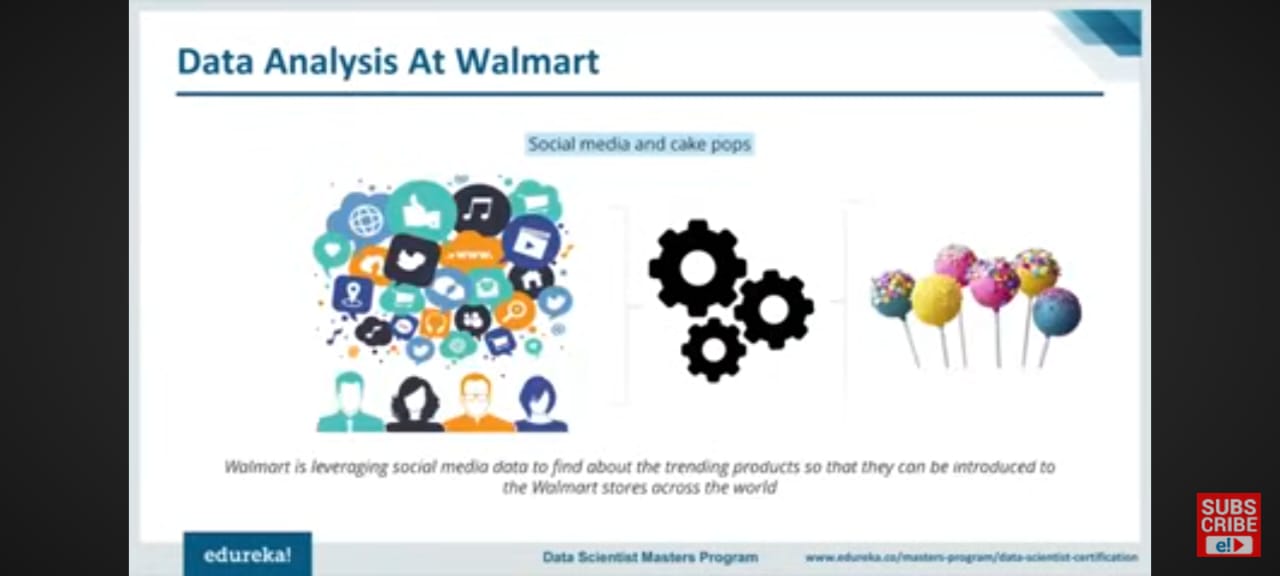 Data Analysis At Walmart
Social media and cake pops
www.
Walmart is leveraging social media data to find about the trending products so that they can be introduced to
the Walmart stores across the world
edureka!
Data Scientist Masters Program
www.edureka.co/masters-program/data-scientist-certification
SUBS
CRIBE
e!